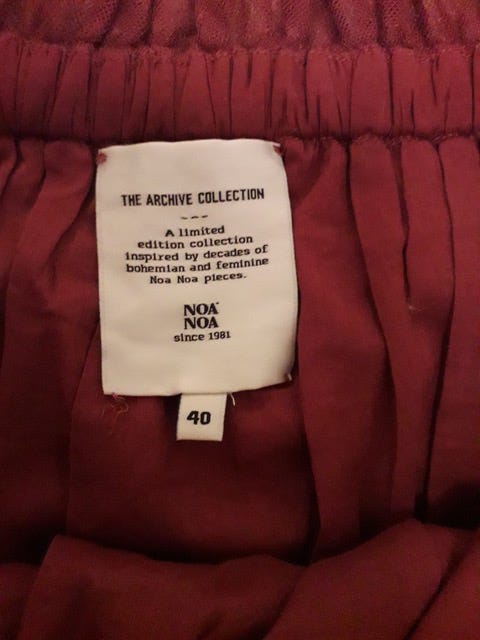 THE ARCHIVE COLLECTION
A limited
edition collection
inspired by decades of
bohemian and feminine
Noa Noa pieces.
NOA
NOA
since 1981
40